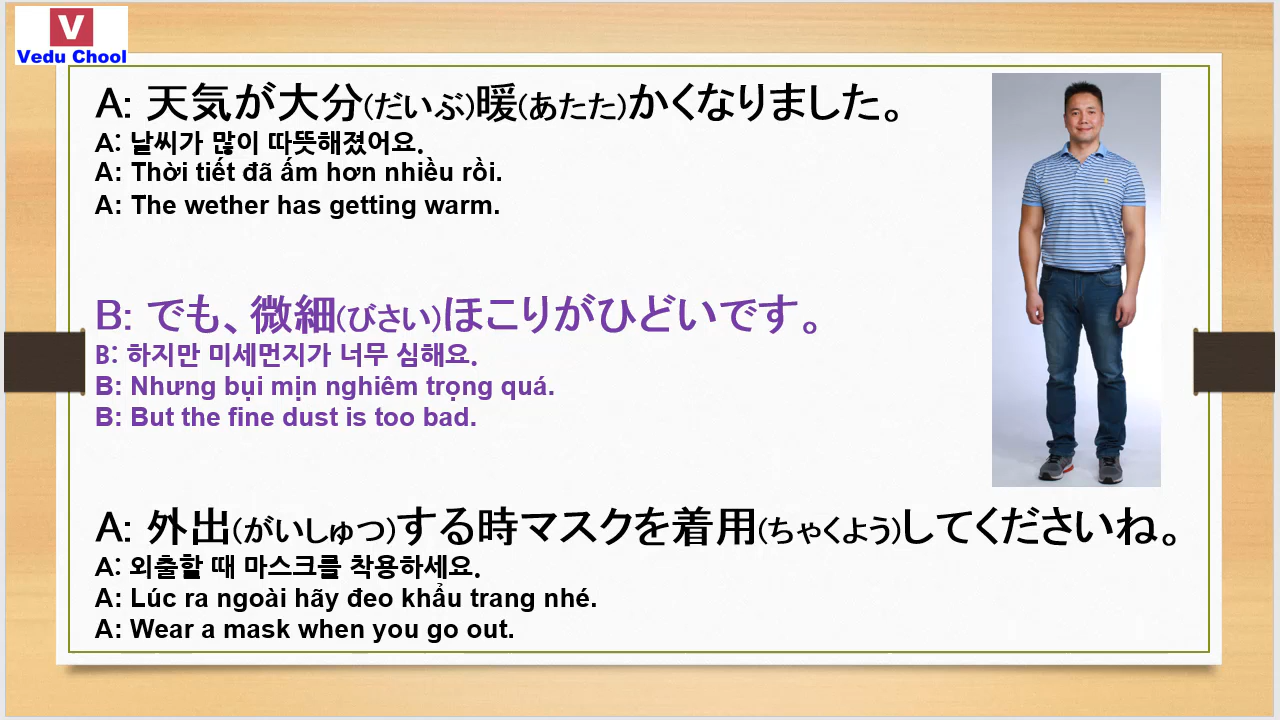 V
Vedu Chool
A: 天気が大分(だいぶ)暖(あたた)かくなりました。
A: 날씨가 많이 따뜻해졌어요.
A: Thời tiết đã ấm hơn nhiều rồi.
A: The wether has getting warm.
B: でも、微細(びさい)ほこりがひどいです。
B: 하지만 미세먼지가 너무 심해요.
B: Nhưng bụi mịn nghiêm trọng quá.
B: But the fine dust is too bad.
A: 外出(がいしゅつ)する時マスクを着用(ちゃくよう)してくださいね。
A: 외출할 때 마스크를 착용하세요.
A: Lúc ra ngoài hãy đeo khẩu trang nhé.
A: Wear a mask when you go out.